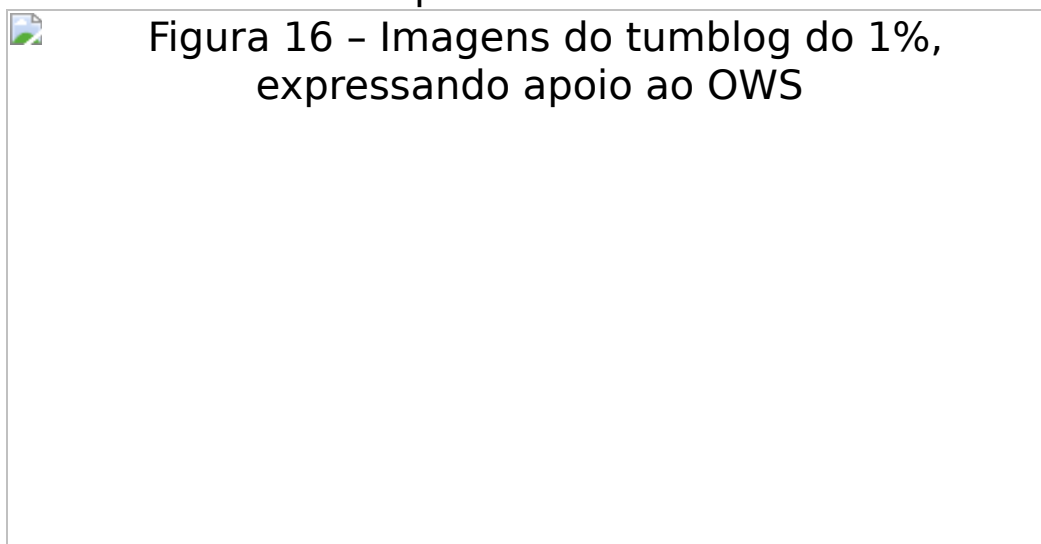 Figura 16 – Imagens do tumblog do 1%,
expressando apoio ao OWS